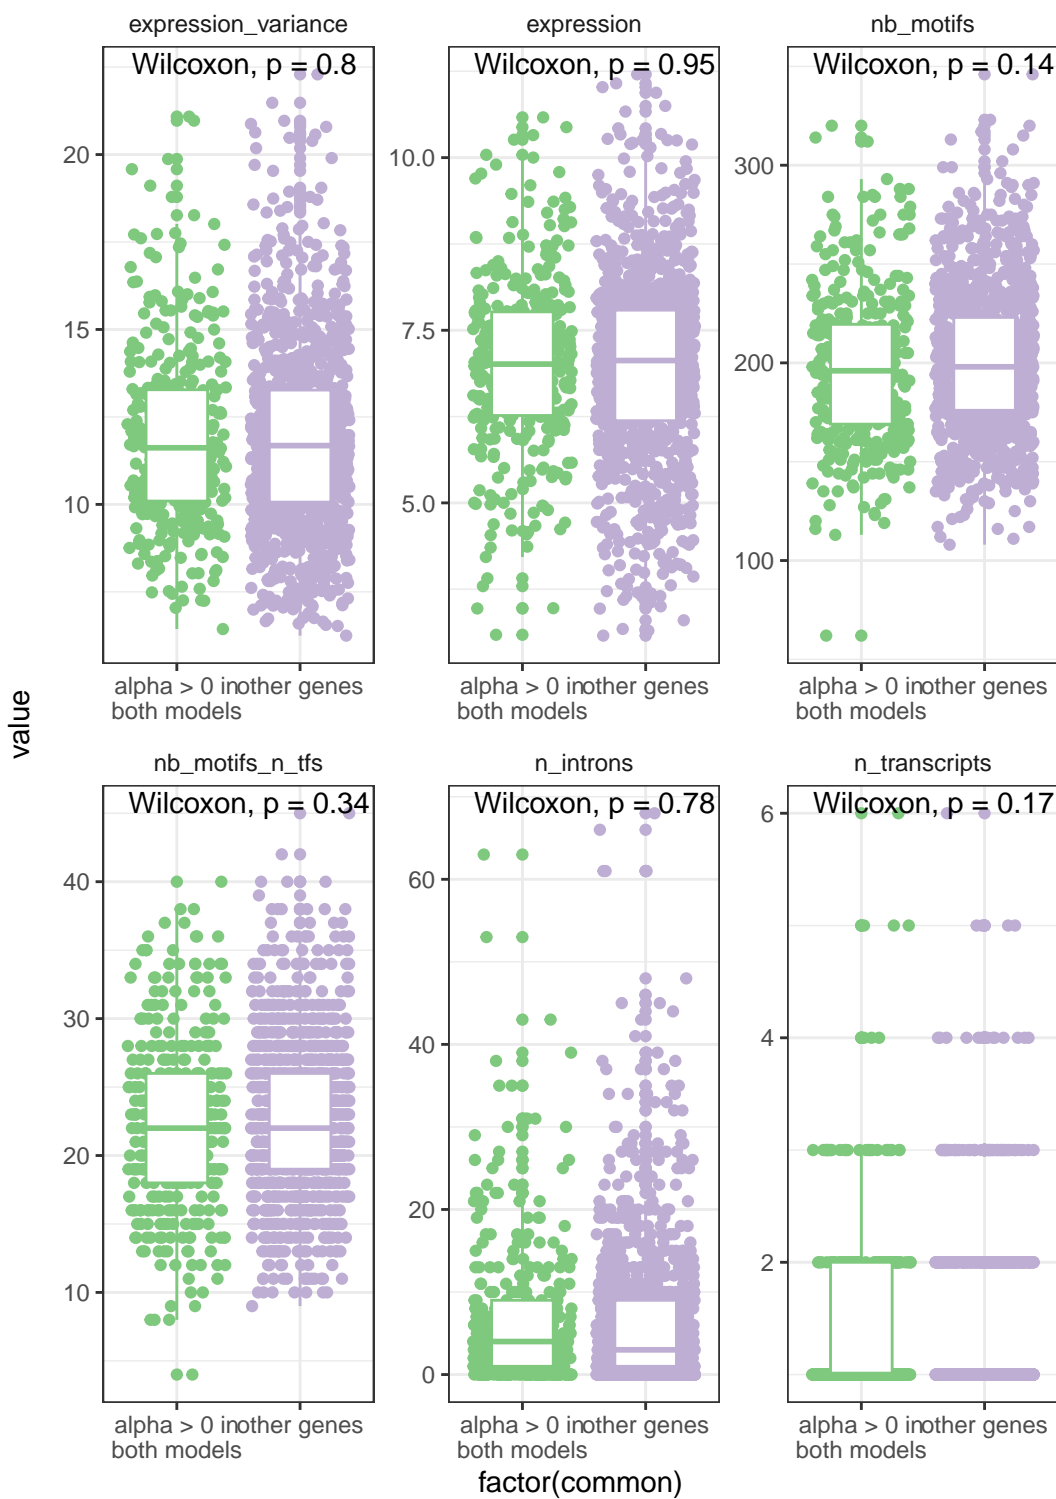 expression_variance
expression
nb_motifs
Wilcoxon, p = 0.8
Wilcoxon, p = 0.95
Wilcoxon, p = 0.14
20
15
10
10.0
7.5
5.0
300
200
100
alpha > 0 in
both models
other genes
alpha > 0 in
both models
other genes
alpha > 0 in
both models
other genes
value
nb_motifs_n_tfs
n_introns
n_transcripts
Wilcoxon, p = 0.34
Wilcoxon, p = 0.78
Wilcoxon, p = 0.17
40
30
20
10
60
40
20
0
6
4
2
alpha > 0 in
both models
other genes
alpha > 0 in
both models
other genes
alpha > 0 in
both models
other genes
factor(common)